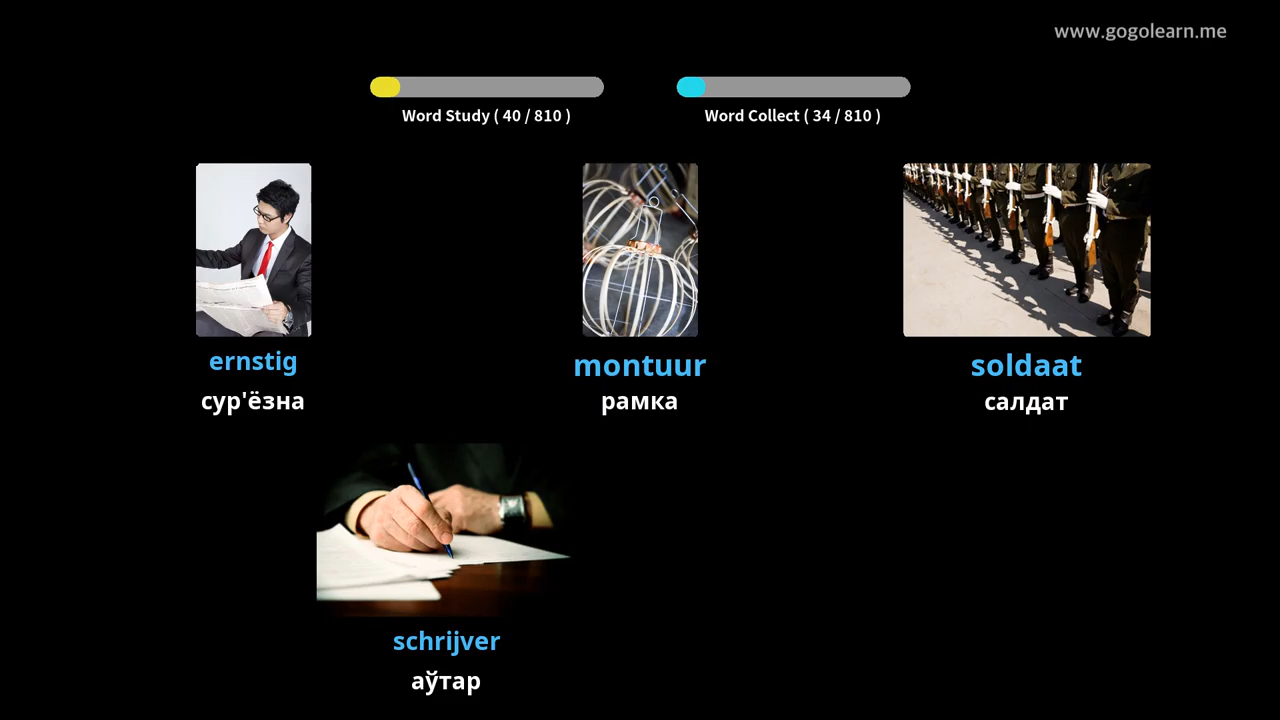 www.gogolearn.me
Word Study ( 40 / 810 )
Word Collect ( 34 / 810 )
ernstig
сур'ёзна
montuur
рамка
soldaat
салдат
schrijver
аўтар